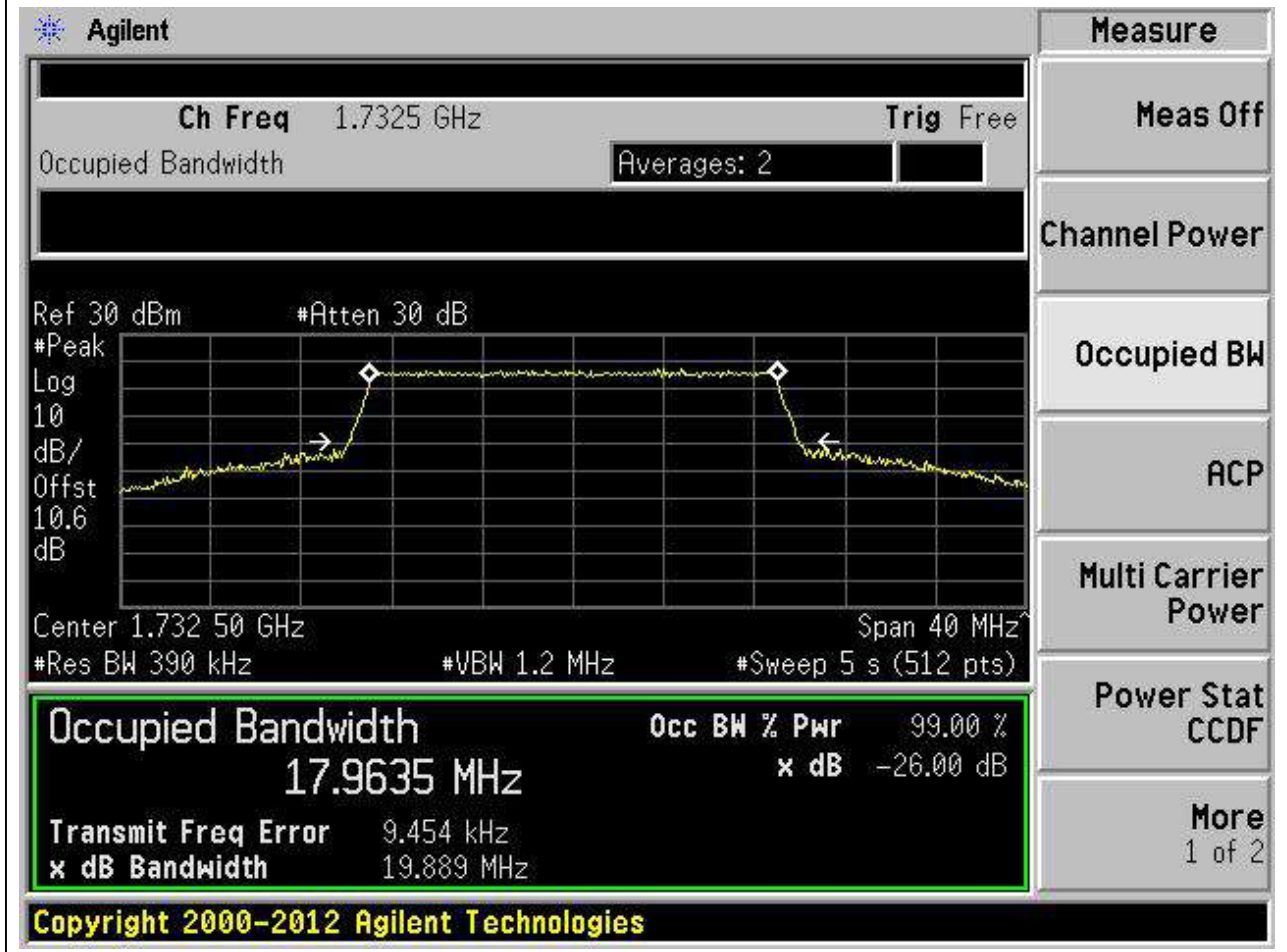 Agilent
Measure
Ch Freq 1.7325 GHz Trig Free
Occupied Bandwidth Averages: 2
Meas Off
Channel Power
Occupied BW
ACP
Multi Carrier
Power
Power Stat
CCDF
More
1 of 2
Ref 30 dBm #Atten 30 dB
#Peak
Log
10
dB/
Offst
10.6
dB
Center 1.732 50 GHz Span 40 MHz^
#Res BW 390 kHz #VBW 1.2 MHz #Sweep 5 s (512 pts)
Occupied Bandwidth Occ BW % Pwr 99.00 %
17.9635 MHz x dB -26.00 dB
Transmit Freq Error 9.454 kHz
x dB Bandwidth 19.889 MHz
Copyright 2000-2012 Agilent Technologies